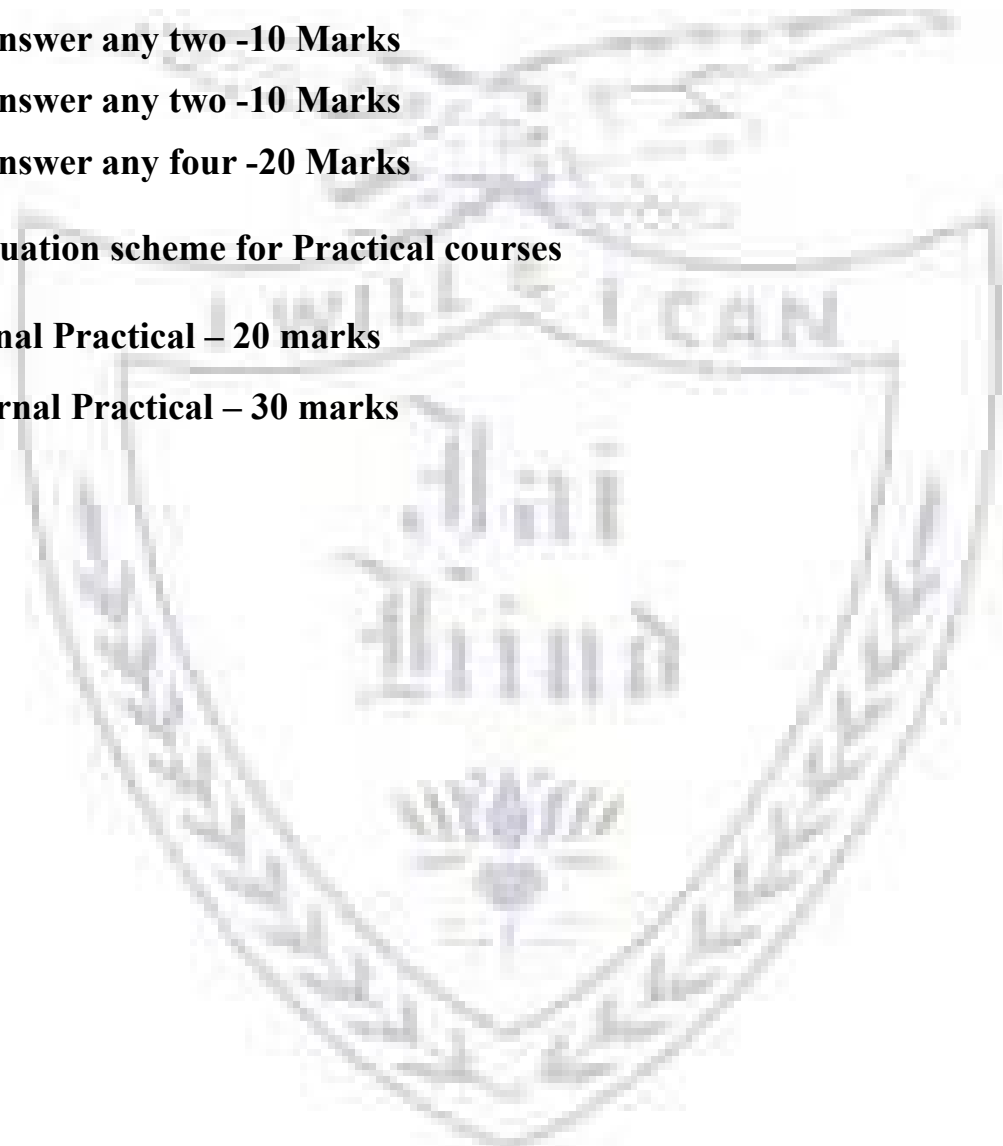 nswer any two -10 Marks
nswer any two -10 Marks
nswer any four -20 Marks
uation scheme for Practical courses
nal Practical – 20 marks
rnal Practical – 30 marks
I WILL & I CAN
Jai
Hind